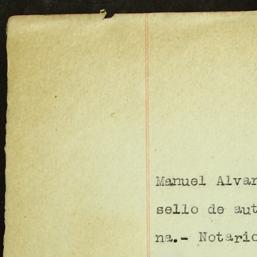 Manuel Alvar
sello de aut
na.- Notario